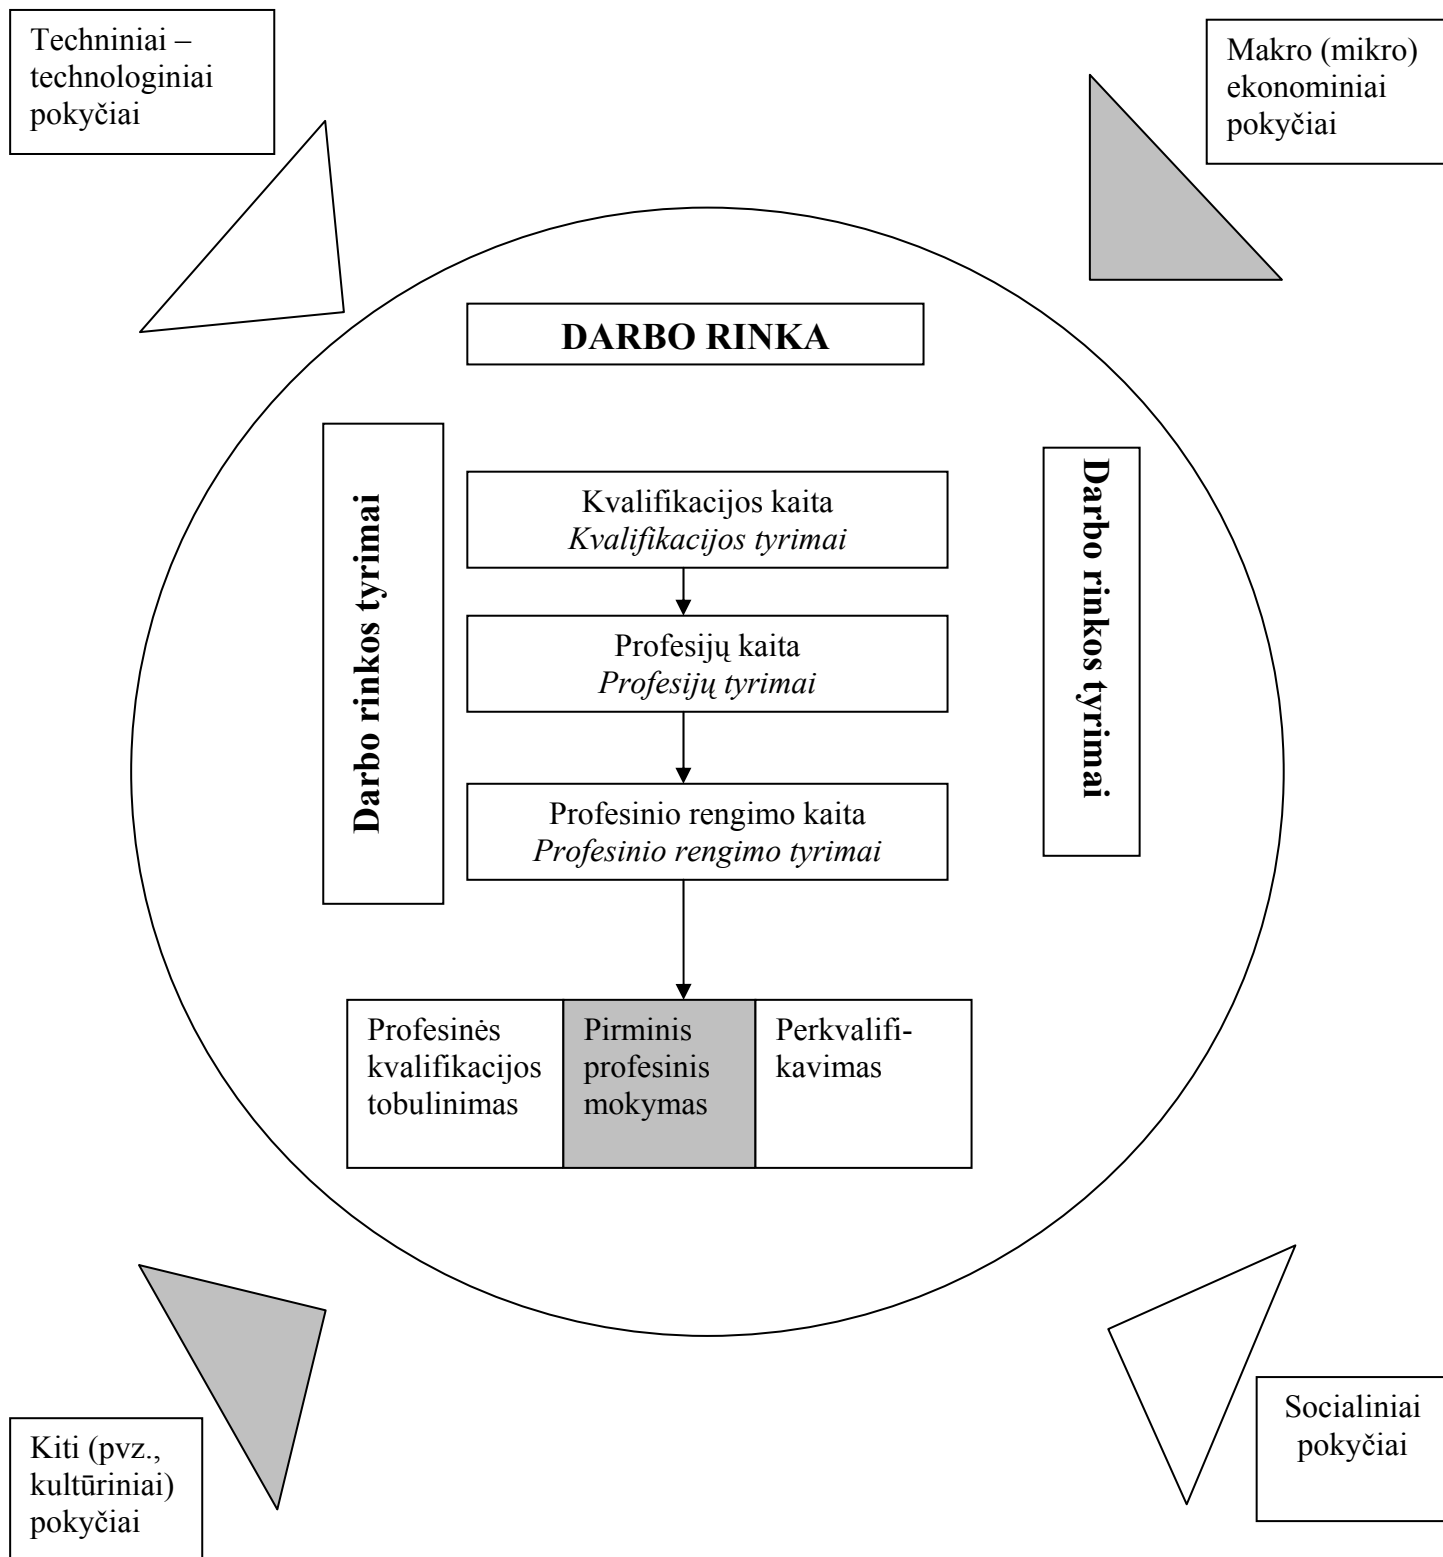 Techniniai –
technologiniai
pokyčiai
Makro (mikro)
ekonominiai
pokyčiai
DARBO RINKA
Darbo rinkos tyrimai
Kvalifikacijos kaita
Kvalifikacijos tyrimai
Profesijų kaita
Profesijų tyrimai
Profesinio rengimo kaita
Profesinio rengimo tyrimai
Darbo rinkos tyrimai
Profesinės
kvalifikacijos
tobulinimas
Pirminis
profesinis
mokymas
Perkvalifi-
kavimas
Kiti (pvz.,
kultūriniai)
pokyčiai
Socialiniai
pokyčiai